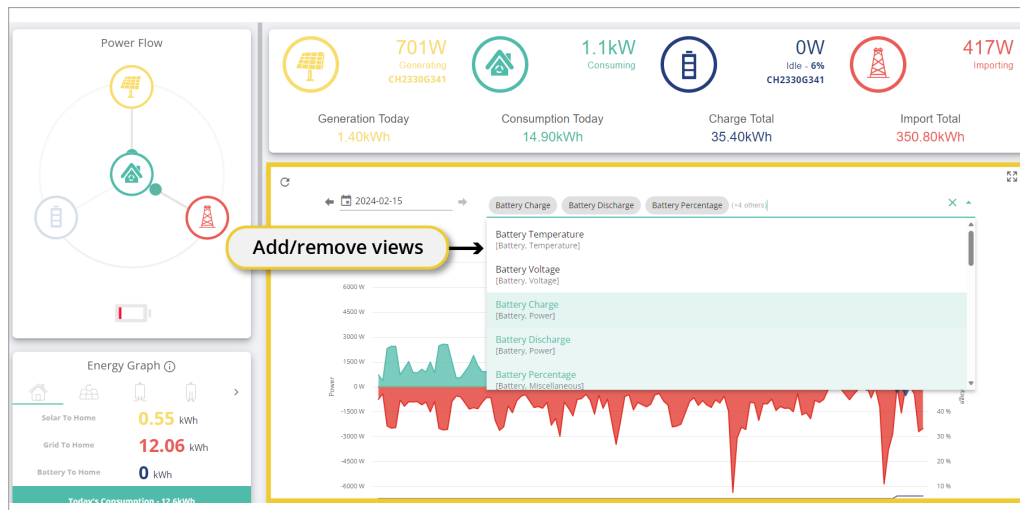 Power Flow
701W
Generating
CH2330G341
1.1kW
Consuming
0W
Idle - 6%
CH2330G341
417W
Importing
Generation Today
1.40kWh
Consumption Today
14.90kWh
Charge Total
35.40kWh
Import Total
350.80kWh
2024-02-15
Battery Charge
Battery Discharge
Battery Percentage
(+4 others)
Add/remove views
Battery Temperature
[Battery, Temperature]
Battery Voltage
[Battery, Voltage]
Battery Charge
[Battery, Power]
Battery Discharge
[Battery, Power]
Battery Percentage
[Battery, Miscellaneous]
6000 W
4500 W
3000 W
1500 W
0 W
-1500 W
-3000 W
-4500 W
-6000 W
Power
40 %
30 %
20 %
10 %
Energy Graph
Solar To Home
0.55 kWh
Grid To Home
12.06 kWh
Battery To Home
0 kWh
Today's Consumption - 12.6kWh